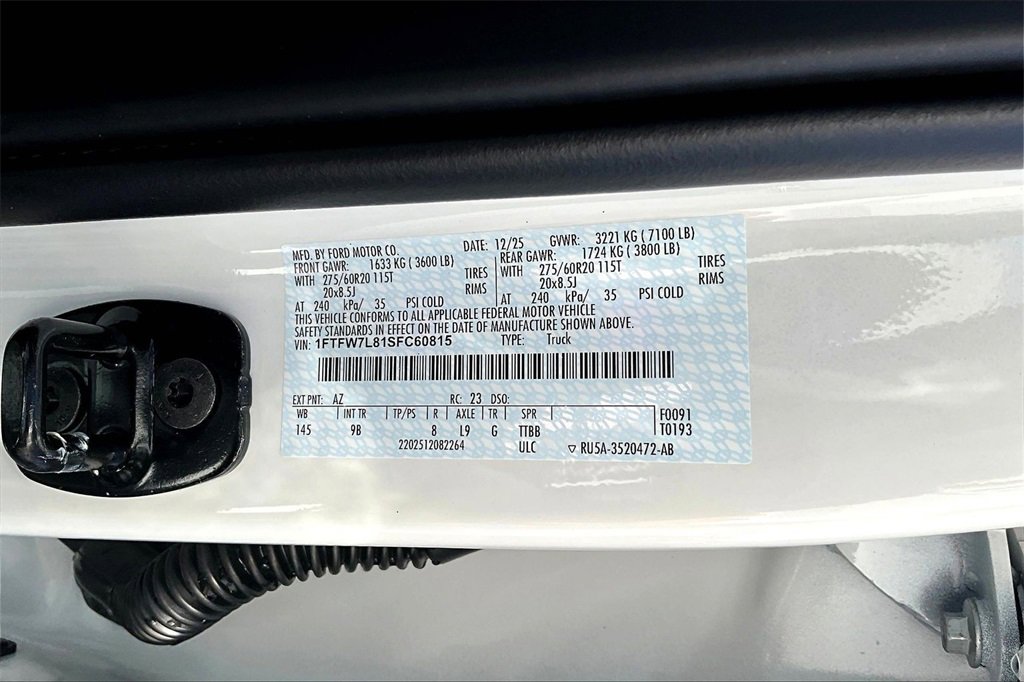 MFD. BY FORD MOTOR CO. DATE: 12/25 GVWR: 3221 KG ( 7100 LB)
FRONT GAWR: 1633 KG ( 3600 LB) REAR GAWR: 1724 KG ( 3800 LB)
WITH 275/60R20 115T TIRES WITH 275/60R20 115T TIRES
20x8.5J RIMS 20x8.5J RIMS
AT 240 kPa/ 35 PSI COLD AT 240 kPa/ 35 PSI COLD
THIS VEHICLE CONFORMS TO ALL APPLICABLE FEDERAL MOTOR VEHICLE
SAFETY STANDARDS IN EFFECT ON THE DATE OF MANUFACTURE SHOWN ABOVE.
VIN: 1FTFW7L81SFC60815 TYPE: Truck
EXT PNT: AZ RC: 23 DSO:
WB INT TR TP/PS R AXLE TR SPR F0091
145 9B 8 L9 G TTBB T0193
2202512082264 ULC ▽ RU5A-3520472-AB